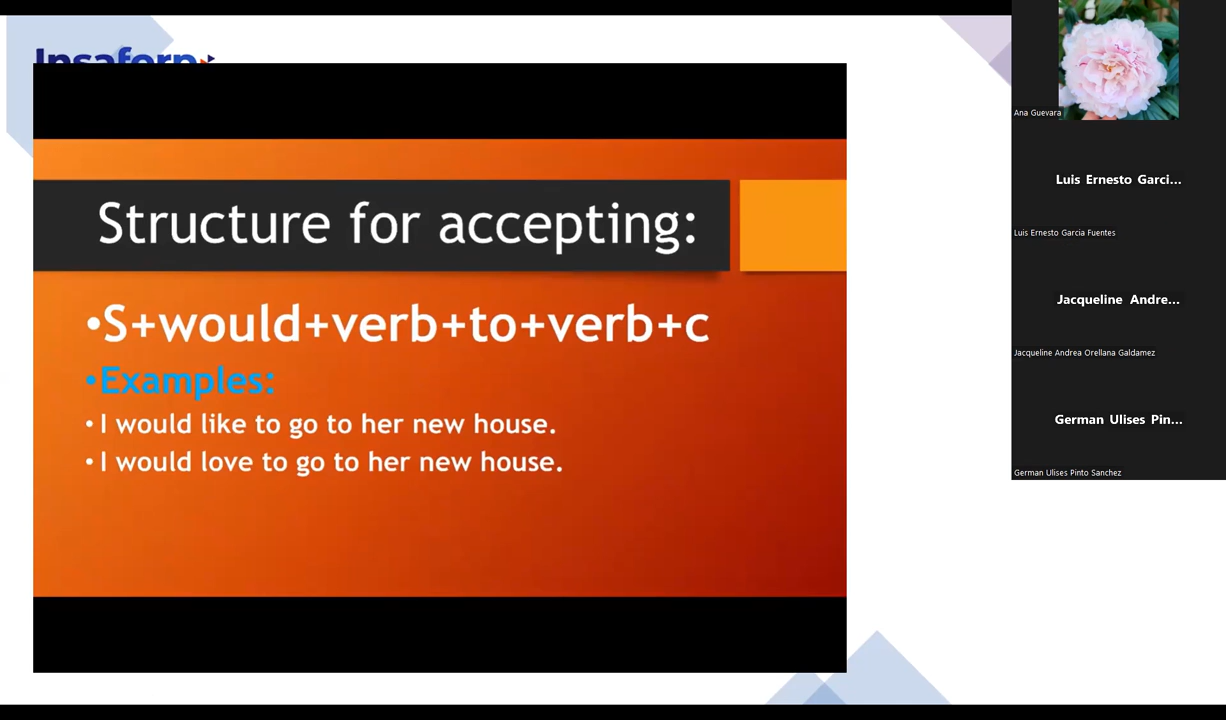 Insaforp
Structure for accepting:
•S+would+verb+to+verb+c
•Examples:
•I would like to go to her new house.
•I would love to go to her new house.
Ana Guevara
Luis Ernesto Garci...
Luis Ernesto Garcia Fuentes
Jacqueline Andre...
Jacqueline Andrea Orellana Galdamez
German Ulises Pin...
German Ulises Pinto Sanchez